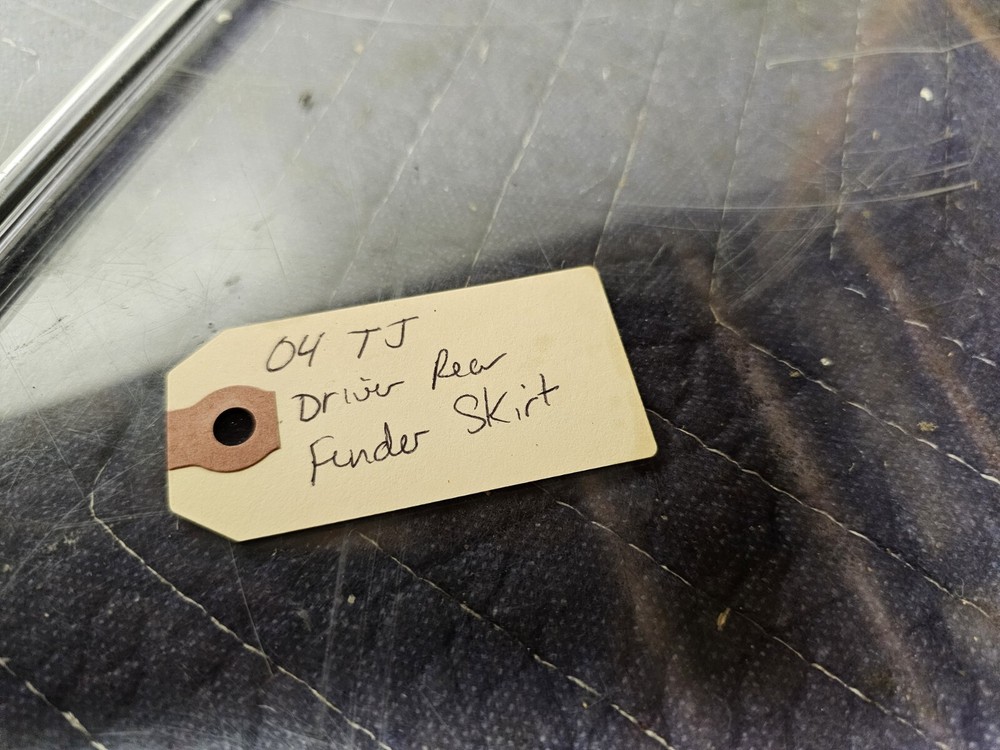 04 TJ
Driver Rear
Fender Skirt